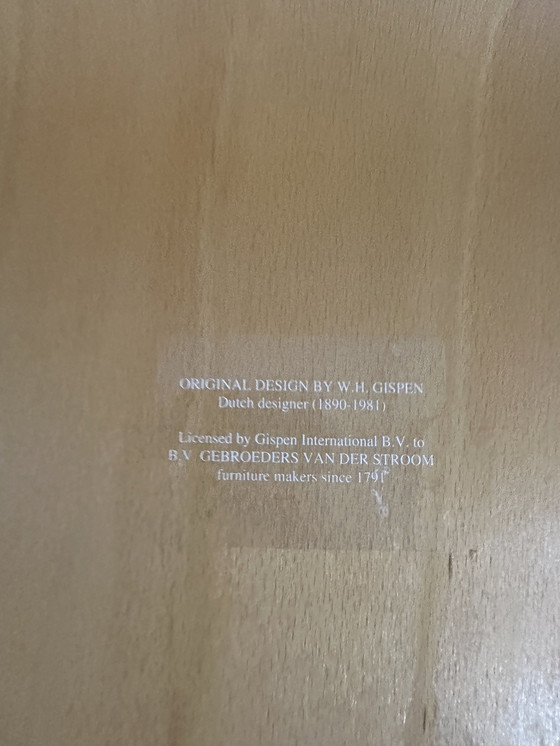 ORIGINAL DESIGN BY W.H. GISPEN
Dutch designer (1890-1981)
Licensed by Gispen International B.V. to
B.V GEBROEDERS VAN DER STROOM
furniture makers since 1791